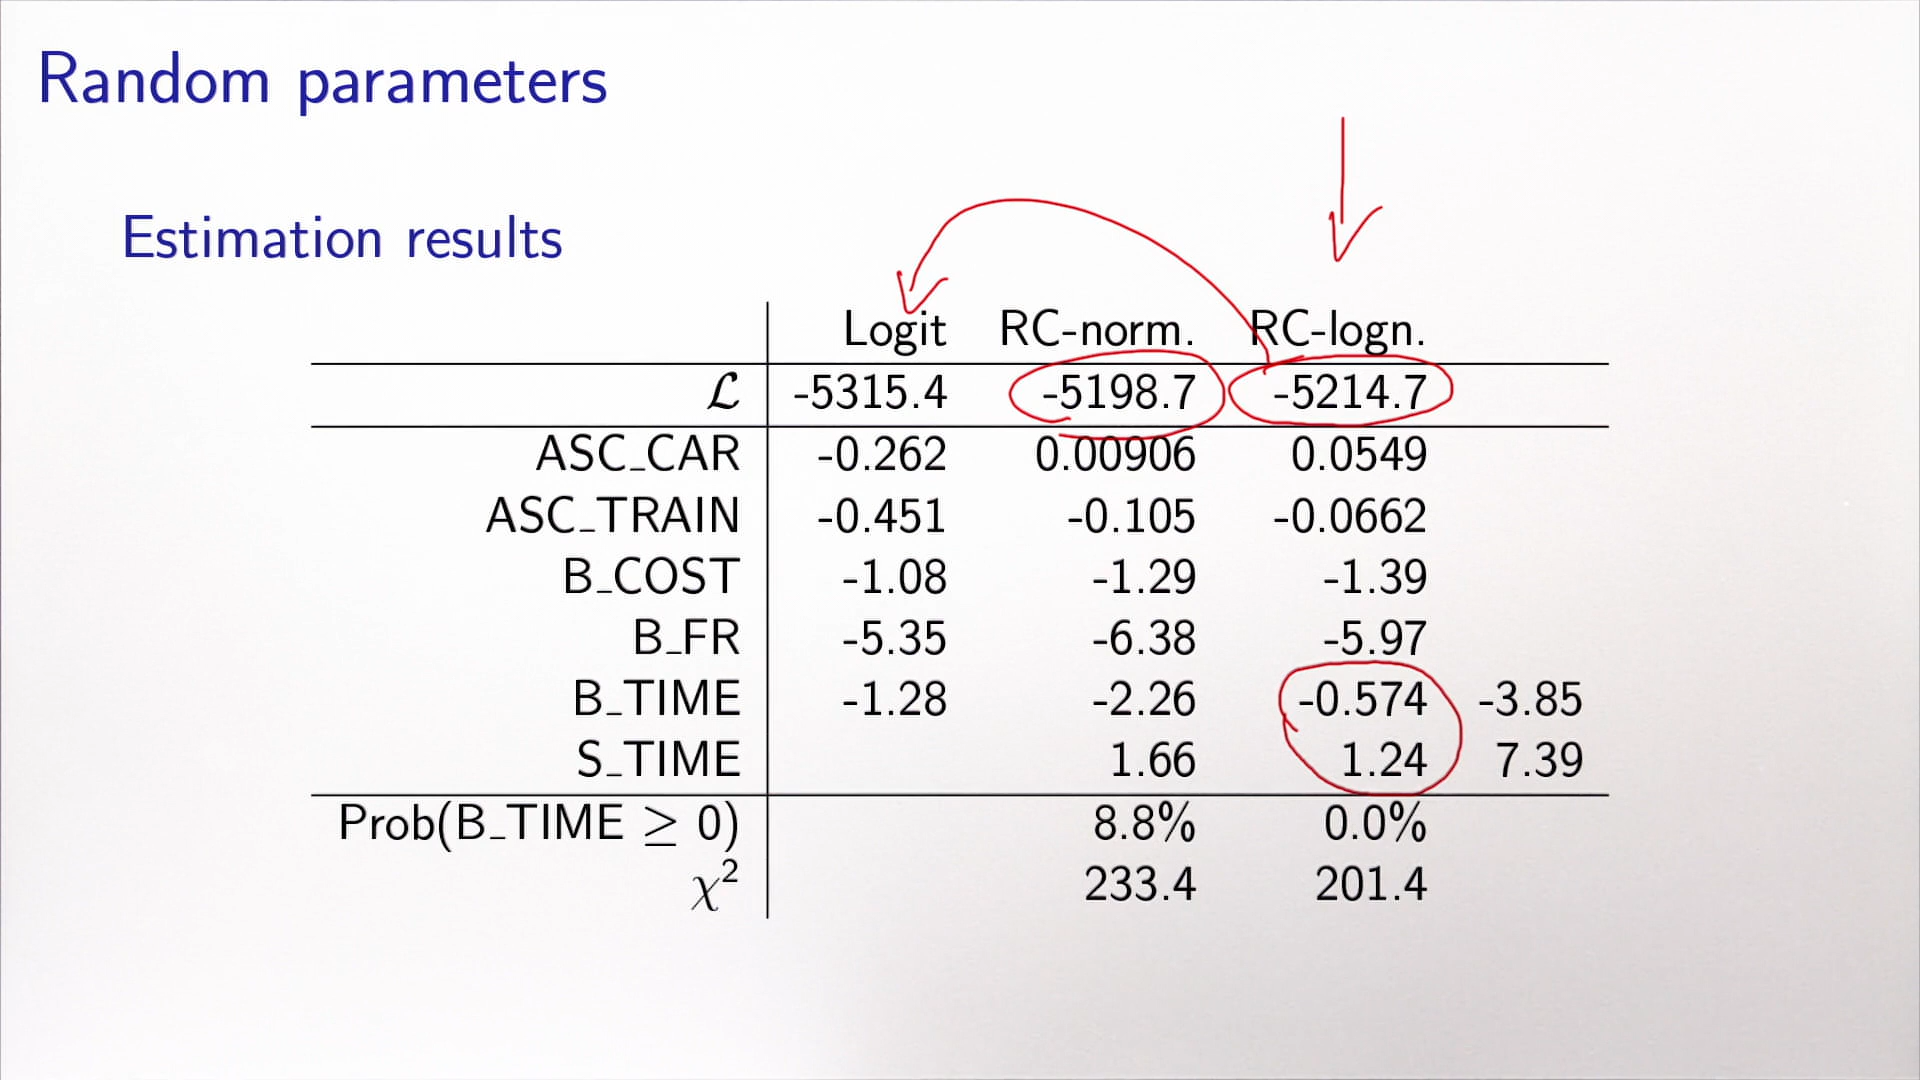 Random parameters
Estimation results
Logit RC-norm. RC-logn.
ℒ -5315.4 -5198.7 -5214.7
ASC_CAR -0.262 0.00906 0.0549
ASC_TRAIN -0.451 -0.105 -0.0662
B_COST -1.08 -1.29 -1.39
B_FR -5.35 -6.38 -5.97
B_TIME -1.28 -2.26 -0.574 -3.85
S_TIME 1.66 1.24 7.39
Prob(B_TIME ≥ 0) 8.8% 0.0%
χ² 233.4 201.4